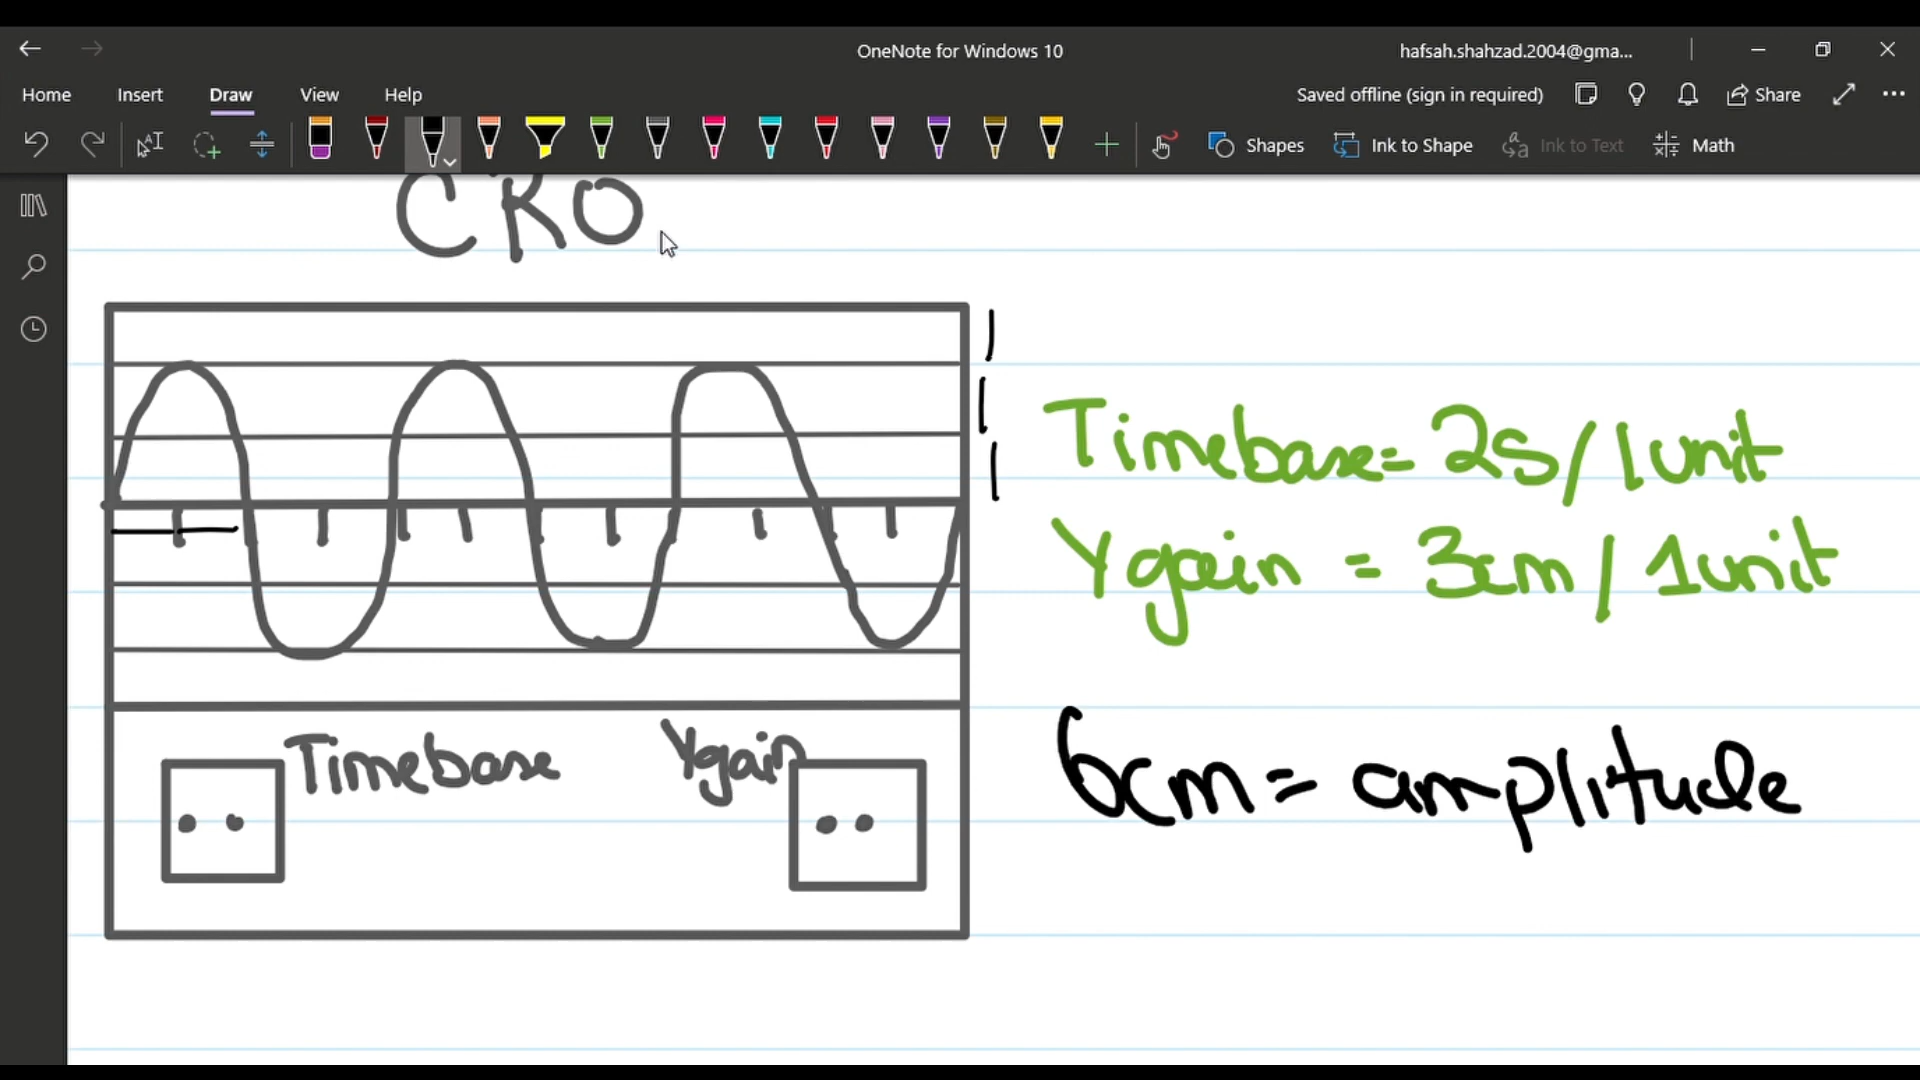 OneNote for Windows 10
hafsah.shahzad.2004@gma...
Home Insert Draw View Help
Saved offline (sign in required) Share
Shapes Ink to Shape Ink to Text Math
CRO
Timebase= 2s/1unit
Ygain = 3cm/1unit
Timebase Ygain
6cm= amplitude